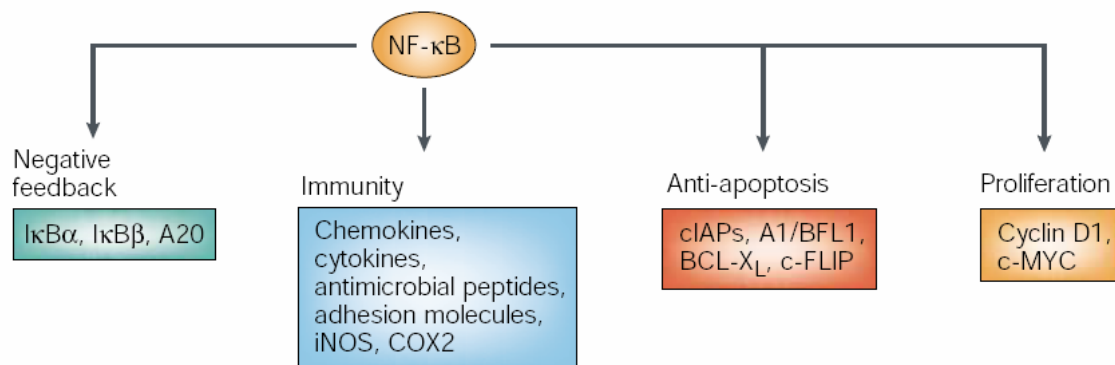 NF-κB
Negative
feedback
IκBα, IκBβ, A20
Immunity
Chemokines,
cytokines,
antimicrobial peptides,
adhesion molecules,
iNOS, COX2
Anti-apoptosis
cIAPs, A1/BFL1,
BCL-X_L, c-FLIP
Proliferation
Cyclin D1,
c-MYC